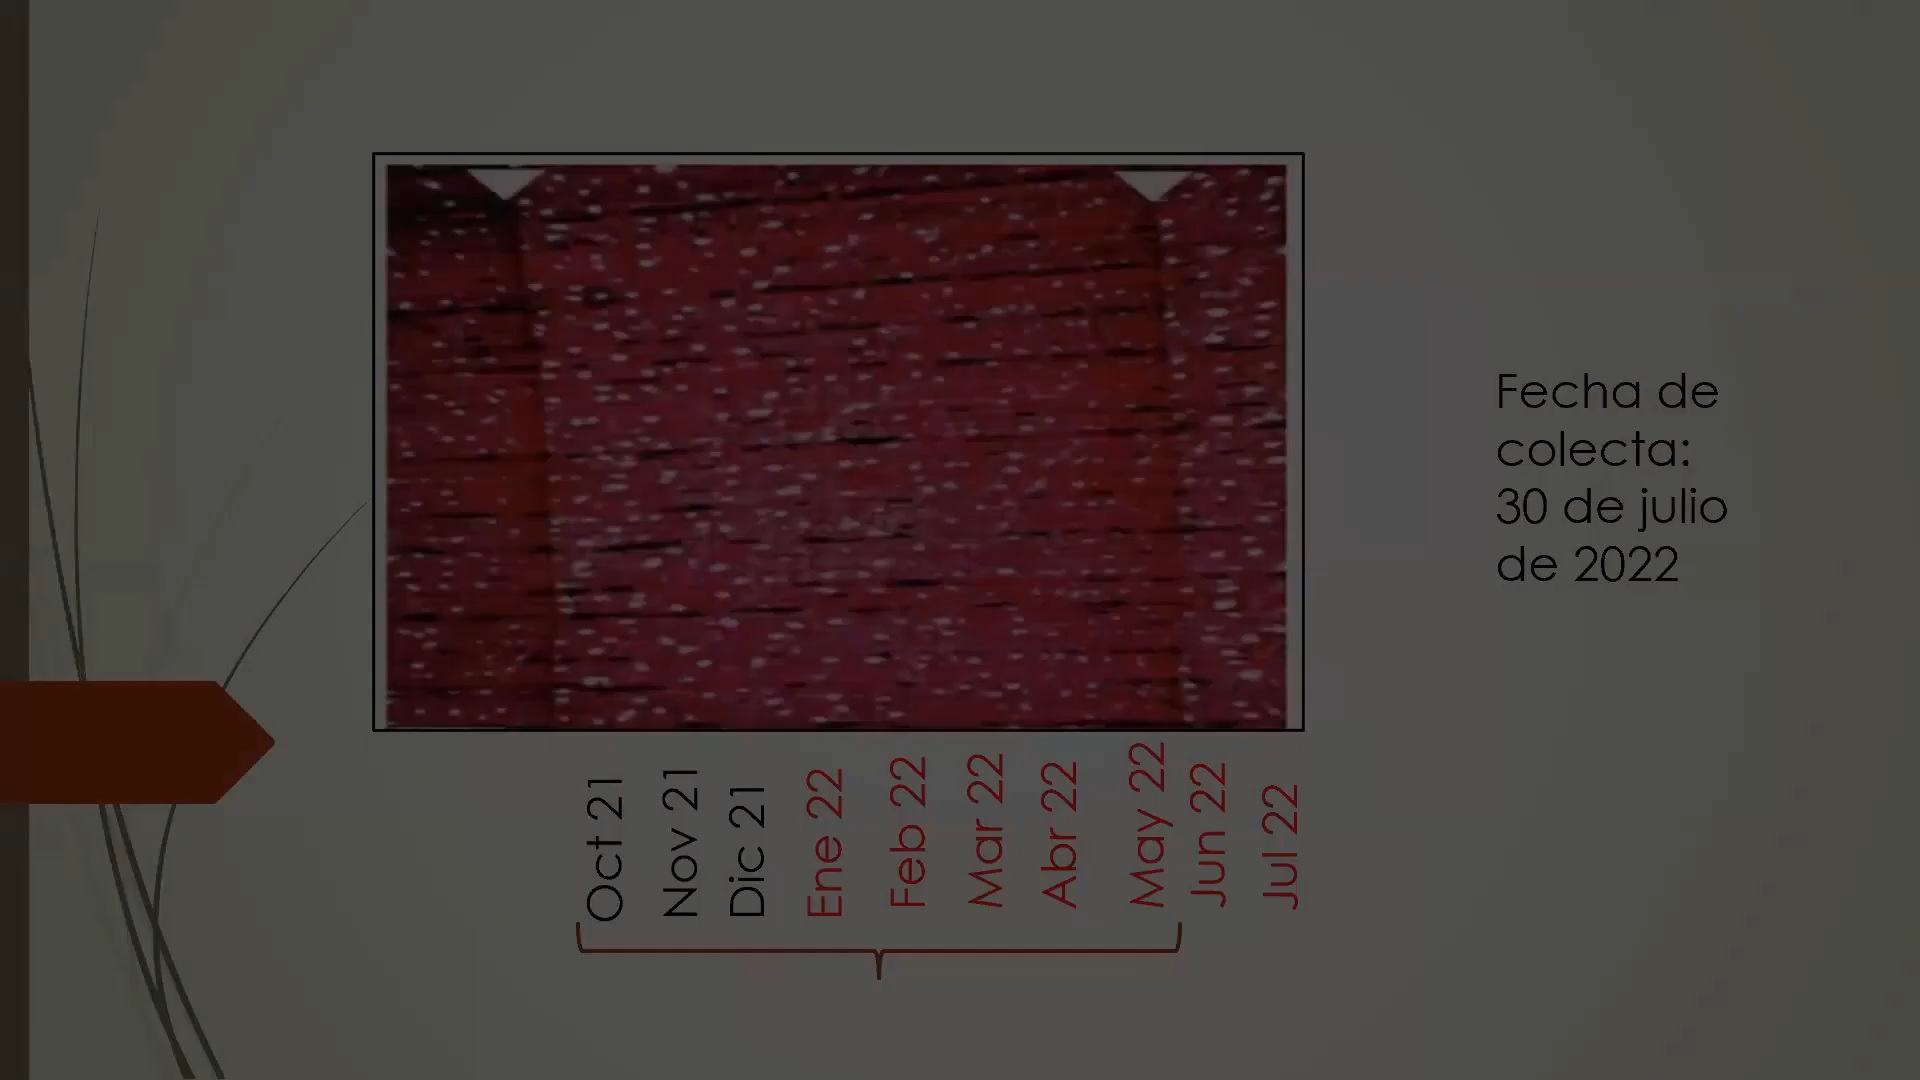 Fecha de
colecta:
30 de julio
de 2022
Oct 21
Nov 21
Dic 21
Ene 22
Feb 22
Mar 22
Abr 22
May 22
Jun 22
Jul 22